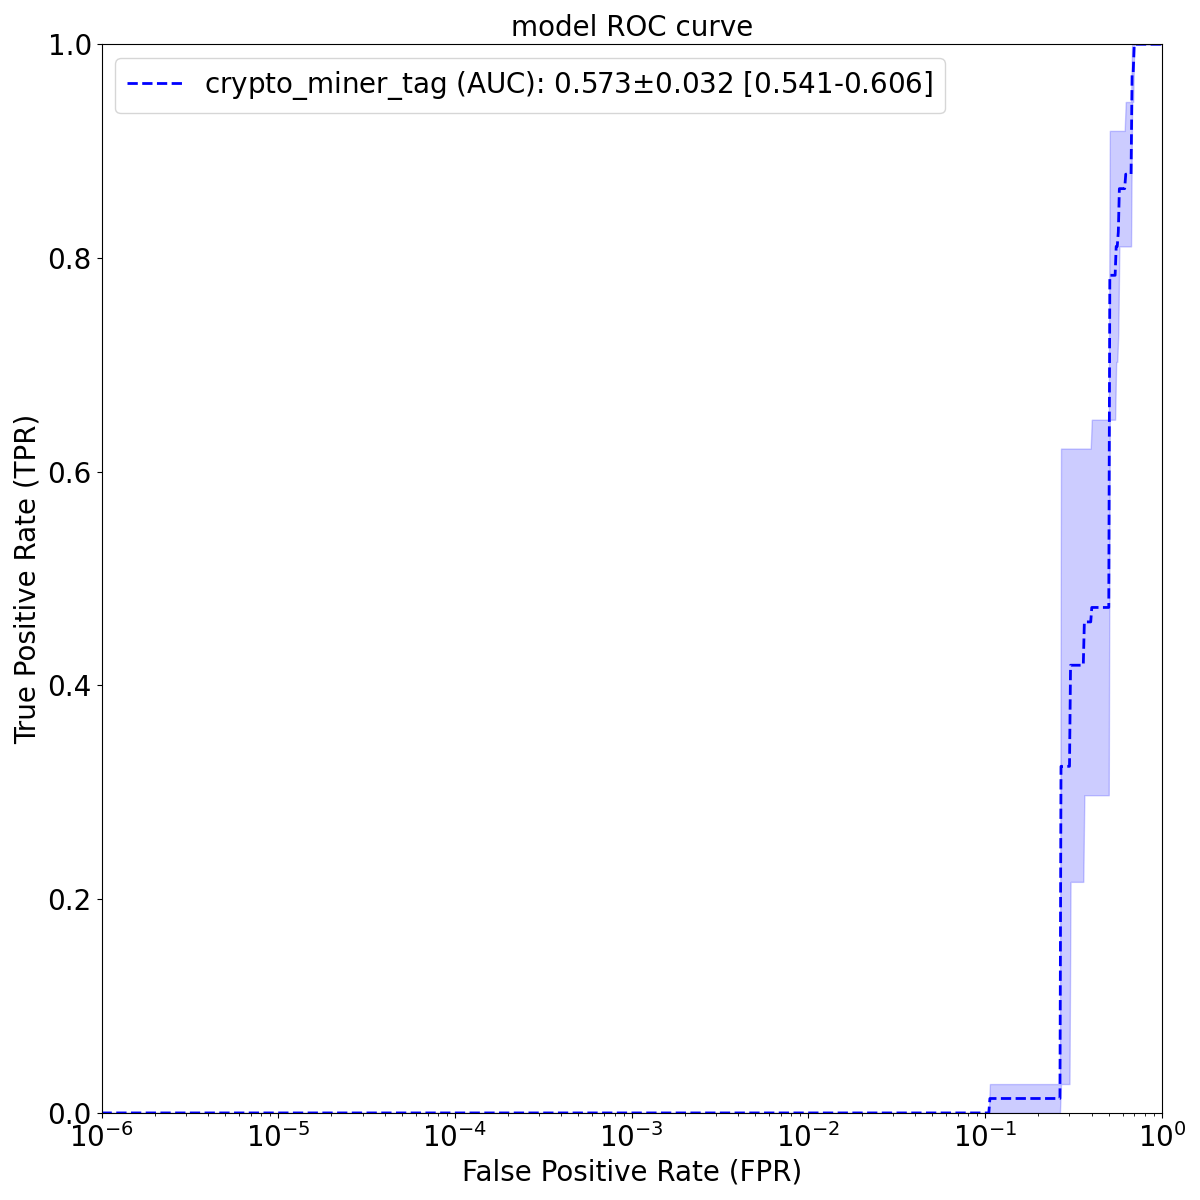 model ROC curve
crypto_miner_tag (AUC): 0.573±0.032 [0.541-0.606]
1.0
0.8
0.6
0.4
0.2
0.0
True Positive Rate (TPR)
10⁻⁶ 10⁻⁵ 10⁻⁴ 10⁻³ 10⁻² 10⁻¹ 10⁰
False Positive Rate (FPR)